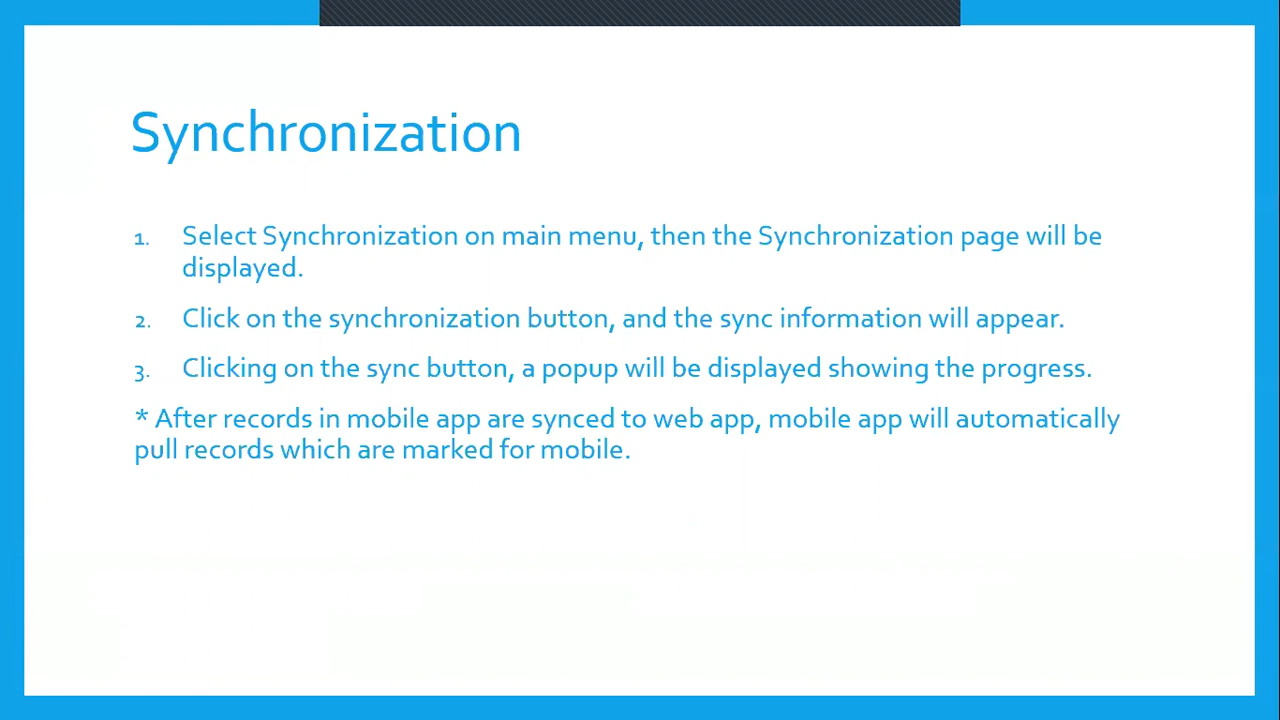 Synchronization
1. Select Synchronization on main menu, then the Synchronization page will be
displayed.
2. Click on the synchronization button, and the sync information will appear.
3. Clicking on the sync button, a popup will be displayed showing the progress.
* After records in mobile app are synced to web app, mobile app will automatically
pull records which are marked for mobile.